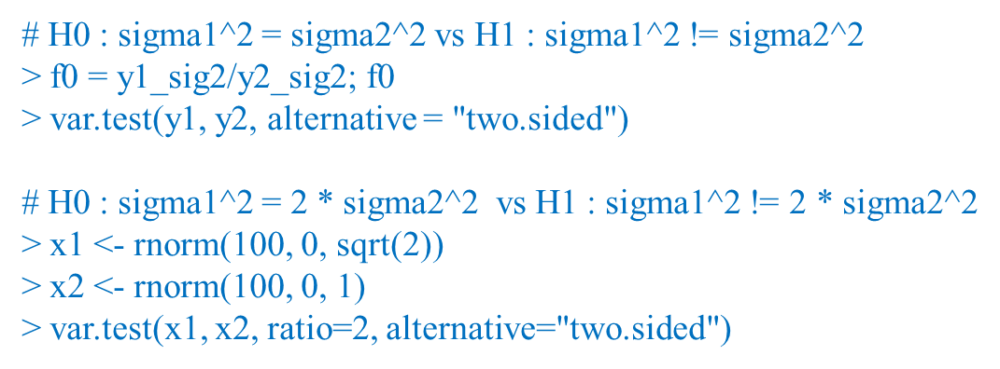 # H0 : sigma1^2 = sigma2^2 vs H1 : sigma1^2 != sigma2^2
> f0 = y1_sig2/y2_sig2; f0
> var.test(y1, y2, alternative = "two.sided")
# H0 : sigma1^2 = 2 * sigma2^2 vs H1 : sigma1^2 != 2 * sigma2^2
> x1 <- rnorm(100, 0, sqrt(2))
> x2 <- rnorm(100, 0, 1)
> var.test(x1, x2, ratio=2, alternative="two.sided")